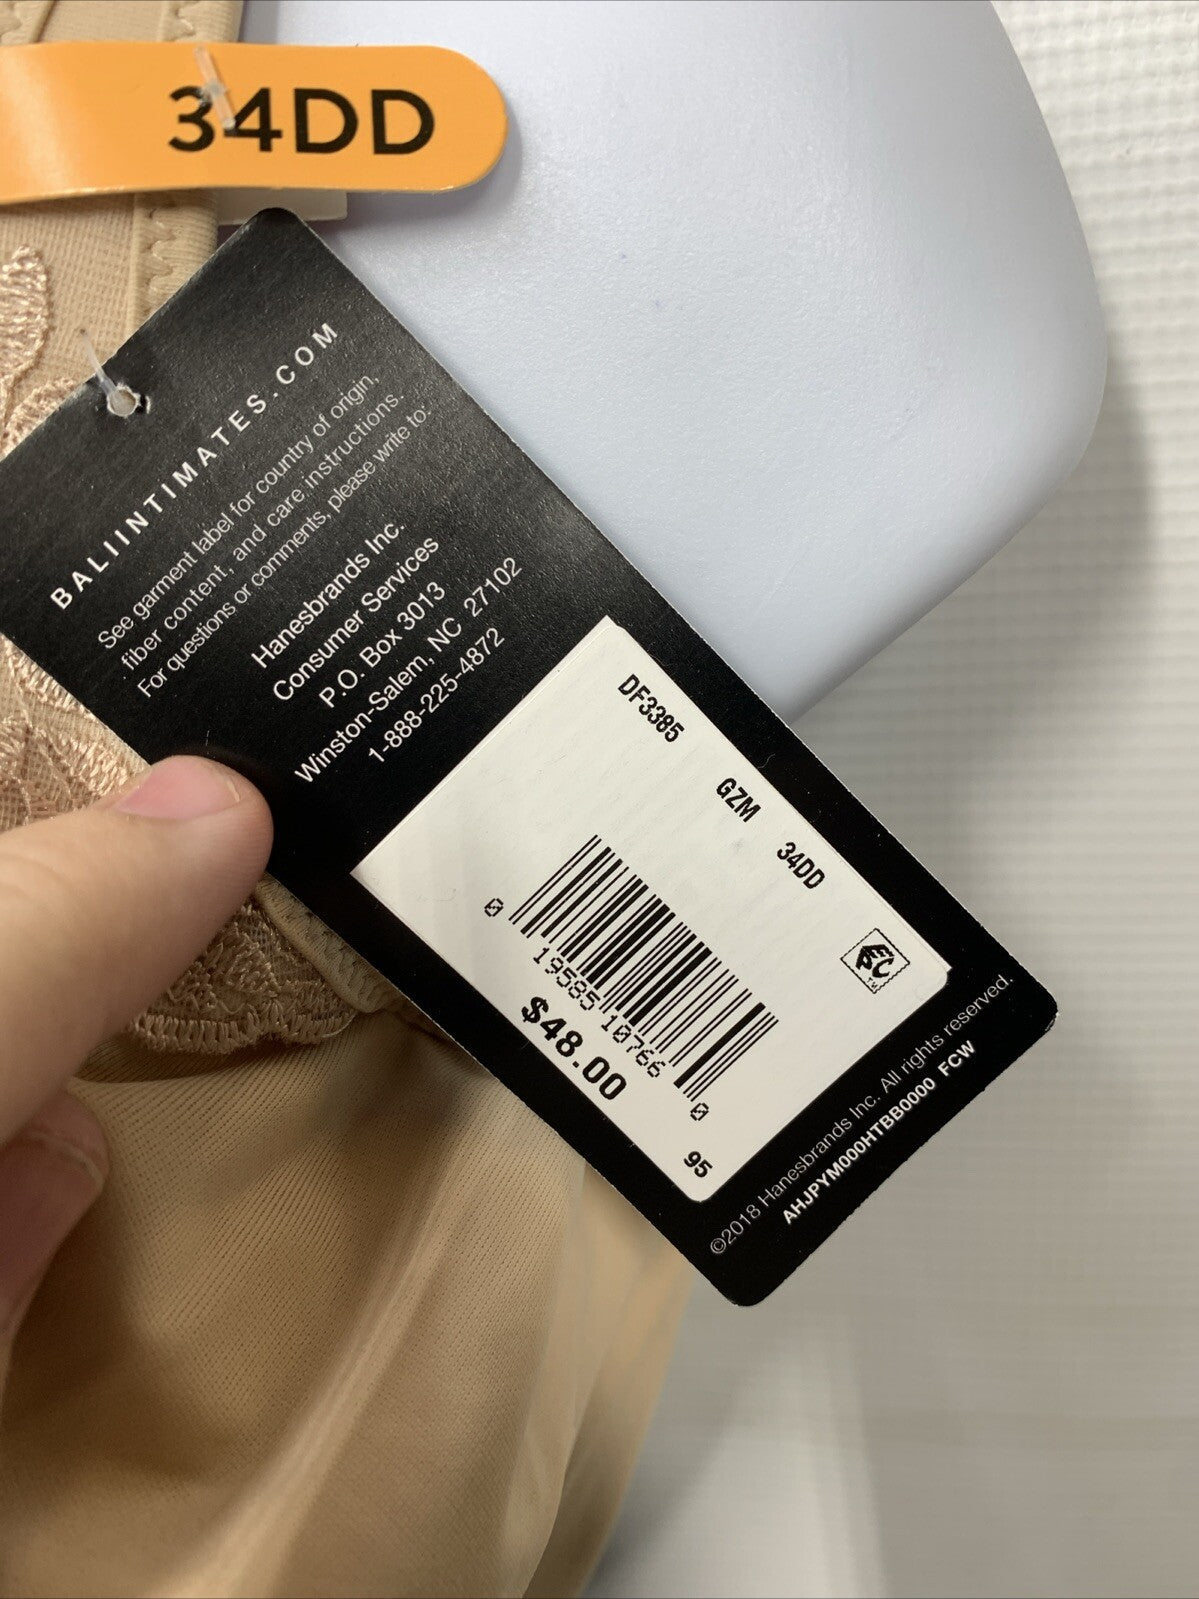 34DD
BALIINTIMATES.COM
See garment label for country of origin,
fiber content, and care instructions.
For questions or comments, please write to:
Hanesbrands Inc.
Consumer Services
P.O. Box 3013
Winston-Salem, NC 27102
1-888-225-4872
DF3385 GZM 34DD
EPC TM
0 19585 10766 0
$48.00 95
©2018 Hanesbrands Inc. All rights reserved.
AHJPYM000HTBB0000 FCW